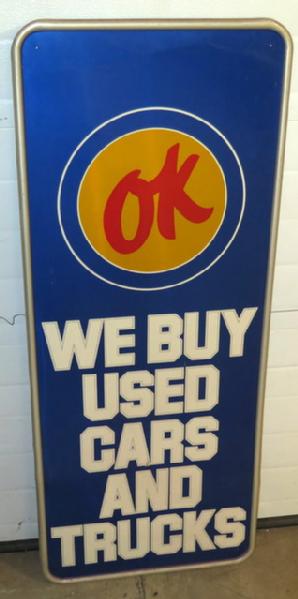 OK
WE BUY
USED
CARS
AND
TRUCKS